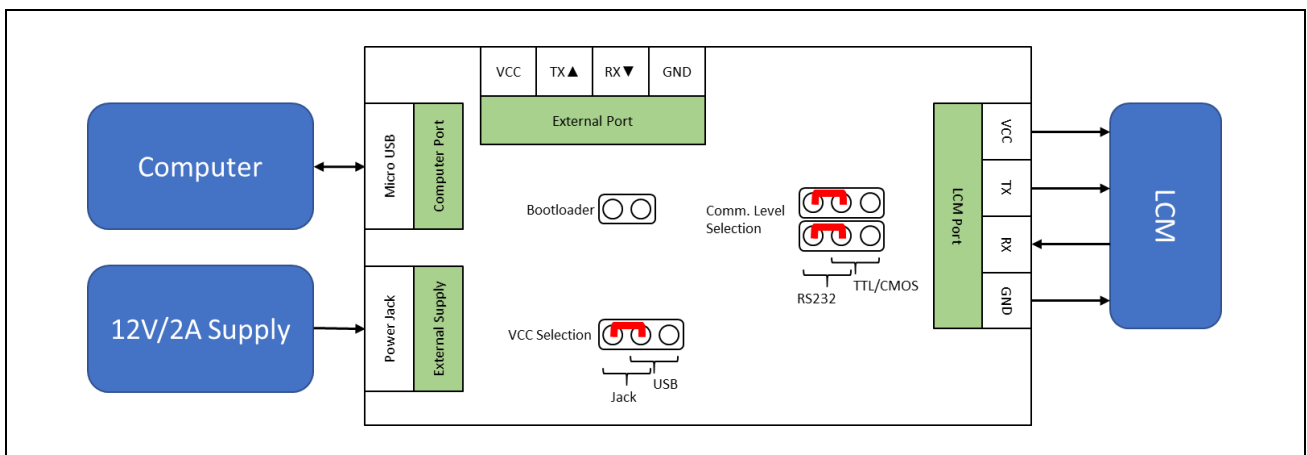 VCC TX▲ RX▼ GND
External Port
Computer
Micro USB
Computer Port
12V/2A Supply
Power Jack
External Supply
Bootloader
Comm. Level
Selection
RS232
TTL/CMOS
VCC Selection
Jack
USB
LCM Port
VCC
TX
RX
GND
LCM